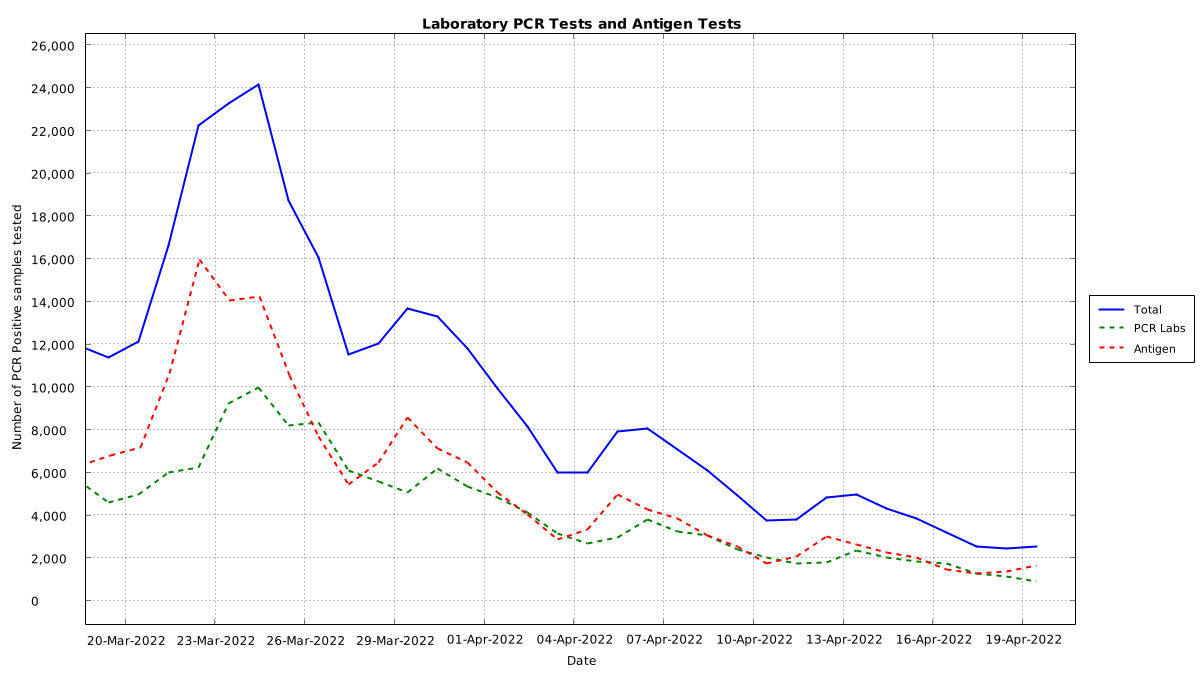 Laboratory PCR Tests and Antigen Tests
26,000
24,000
22,000
20,000
18,000
16,000
14,000
12,000
10,000
8,000
6,000
4,000
2,000
0
Number of PCR Positive samples tested
20-Mar-2022 23-Mar-2022 26-Mar-2022 29-Mar-2022 01-Apr-2022 04-Apr-2022 07-Apr-2022 10-Apr-2022 13-Apr-2022 16-Apr-2022 19-Apr-2022
Date
Total
PCR Labs
Antigen